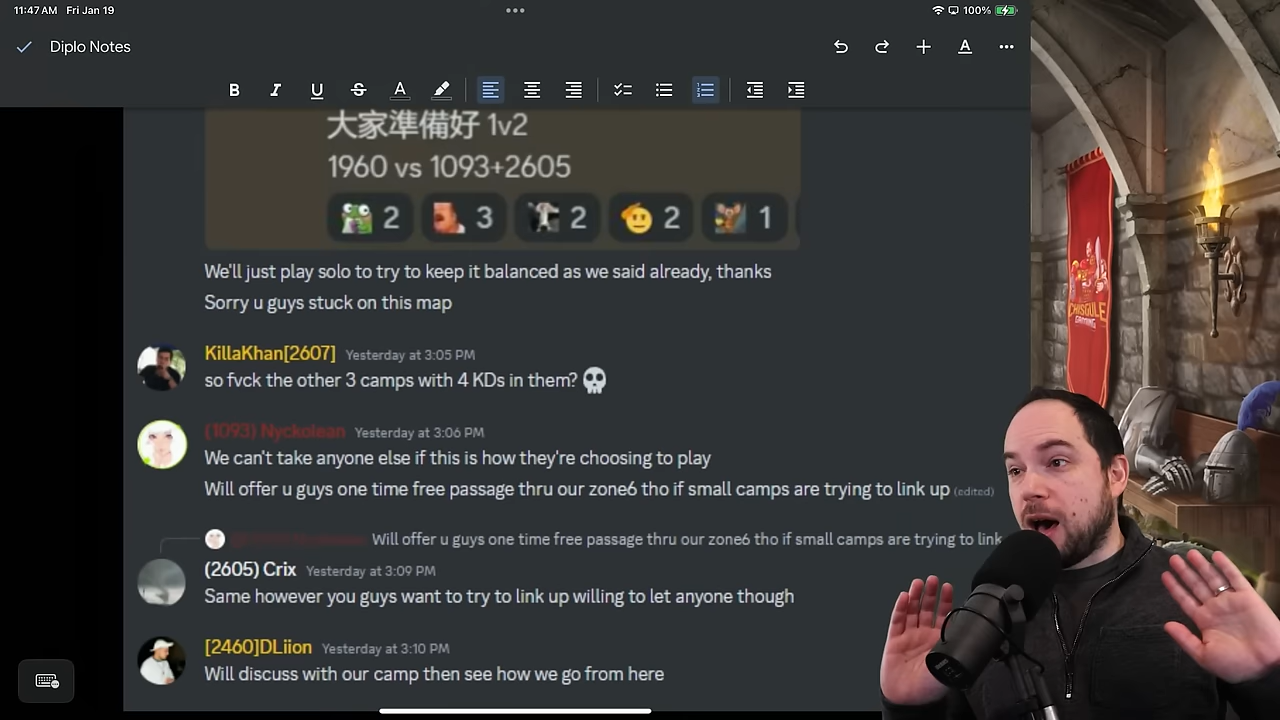 11:47 AM Fri Jan 19
100%
Diplo Notes
B I U S A
大家準備好 1v2
1960 vs 1093+2605
2 3 2 2 1
We'll just play solo to try to keep it balanced as we said already, thanks
Sorry u guys stuck on this map
KillaKhan[2607] Yesterday at 3:05 PM
so fvck the other 3 camps with 4 KDs in them?
(1093) Nyckolean Yesterday at 3:06 PM
We can't take anyone else if this is how they're choosing to play
Will offer u guys one time free passage thru our zone6 tho if small camps are trying to link up (edited)
Will offer u guys one time free passage thru our zone6 tho if small camps are trying to link
(2605) Crix Yesterday at 3:09 PM
Same however you guys want to try to link up willing to let anyone though
[2460]DLiion Yesterday at 3:10 PM
Will discuss with our camp then see how we go from here
CHISGULE
GAMING